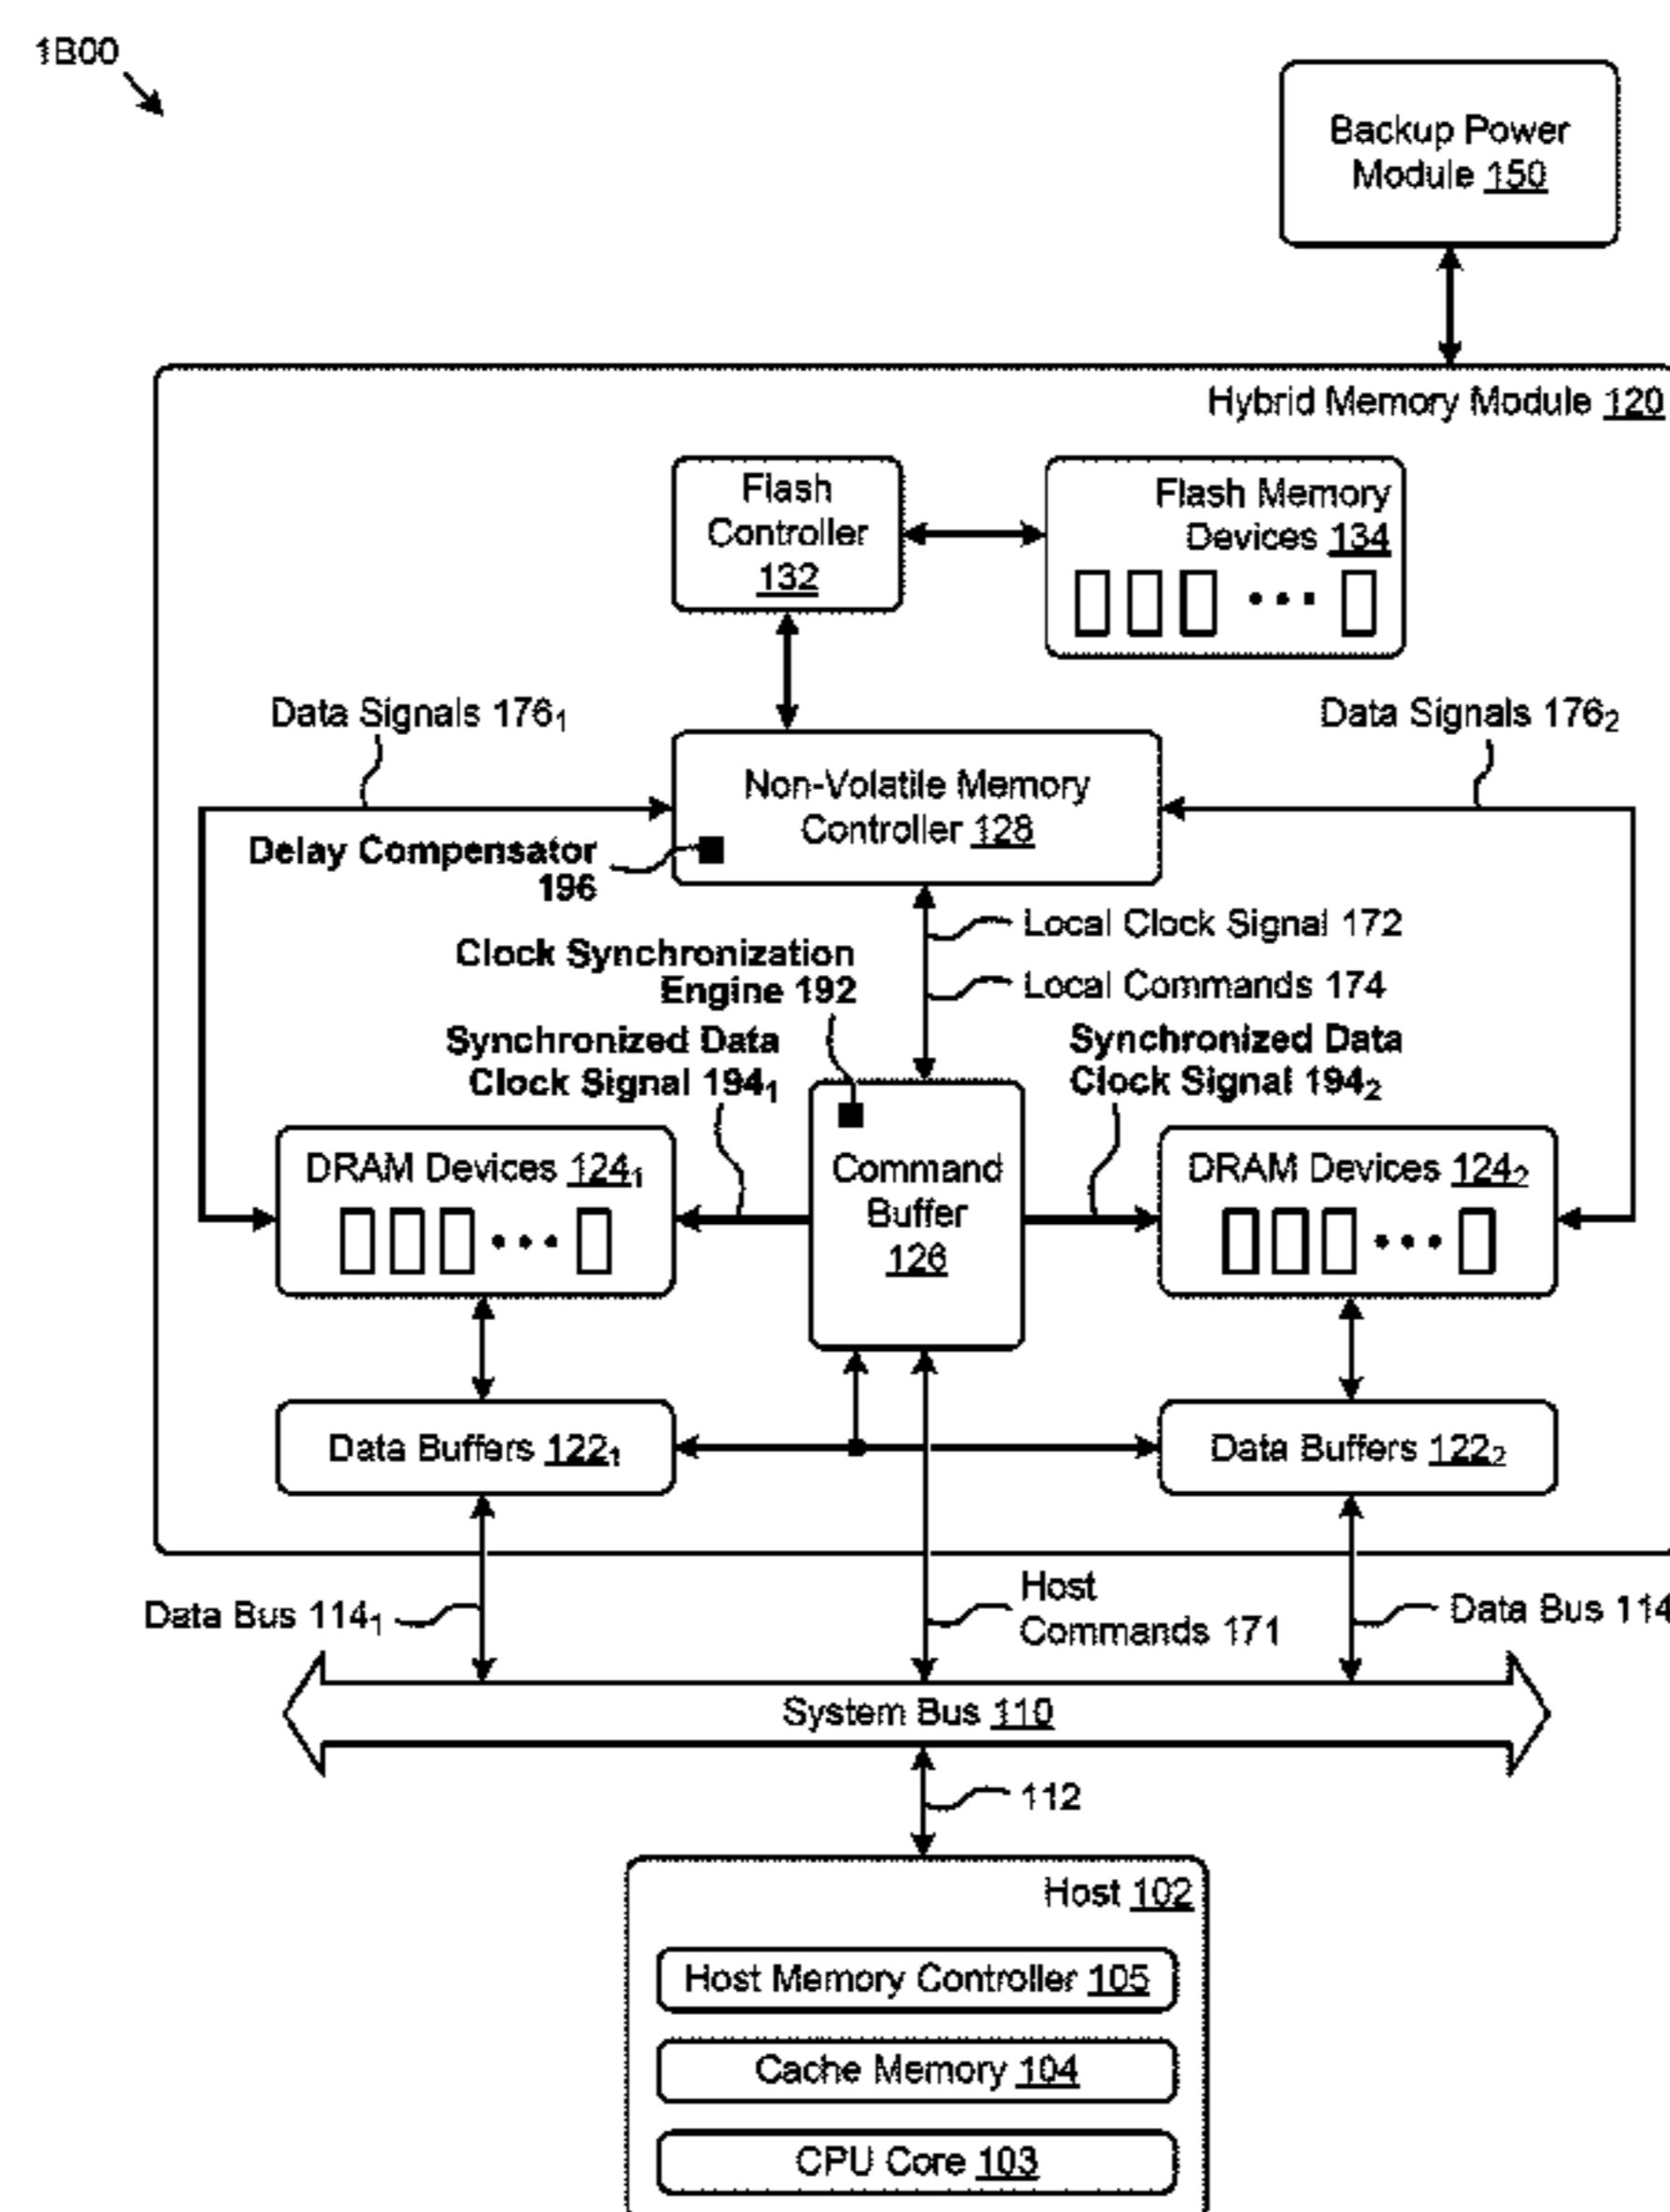 1B00
Backup Power
Module 150
Hybrid Memory Module 120
Flash
Controller
132
Flash Memory
Devices 134
Data Signals 176₁
Data Signals 176₂
Non-Volatile Memory
Controller 128
Delay Compensator
196
Local Clock Signal 172
Clock Synchronization
Engine 192
Local Commands 174
Synchronized Data
Clock Signal 194₁
Synchronized Data
Clock Signal 194₂
DRAM Devices 124₁
Command
Buffer
126
DRAM Devices 124₂
Data Buffers 122₁
Data Buffers 122₂
Data Bus 114₁
Host
Commands 171
Data Bus 114
System Bus 110
112
Host 102
Host Memory Controller 105
Cache Memory 104
CPU Core 103